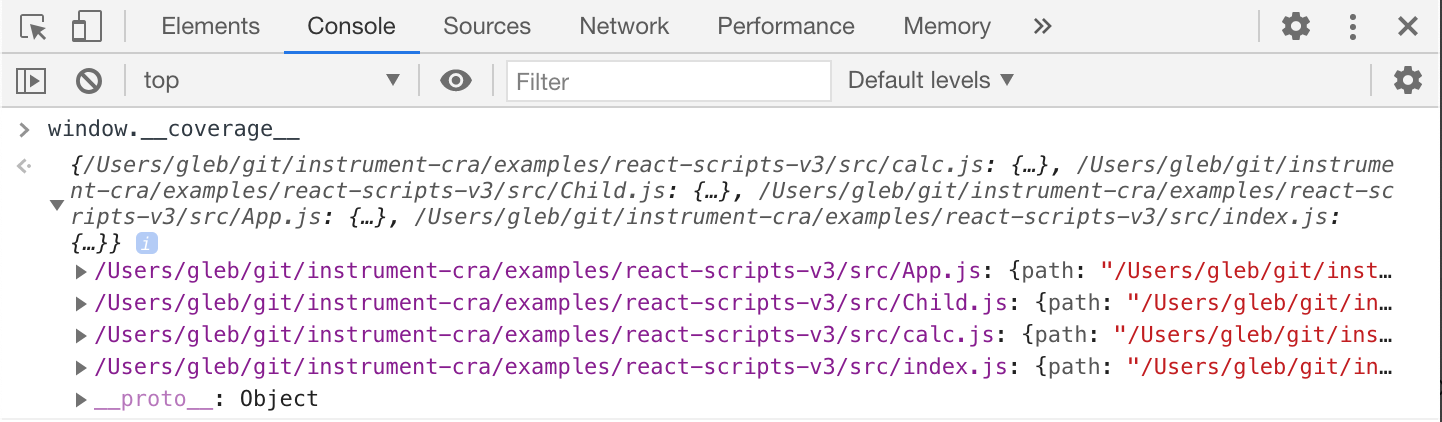 Elements Console Sources Network Performance Memory »
top ▼ Filter Default levels ▼
> window.__coverage__
{/Users/gleb/git/instrument-cra/examples/react-scripts-v3/src/calc.js: {…}, /Users/gleb/git/instrume
nt-cra/examples/react-scripts-v3/src/Child.js: {…}, /Users/gleb/git/instrument-cra/examples/react-sc
ripts-v3/src/App.js: {…}, /Users/gleb/git/instrument-cra/examples/react-scripts-v3/src/index.js:
{…}} i
/Users/gleb/git/instrument-cra/examples/react-scripts-v3/src/App.js: {path: "/Users/gleb/git/inst…
/Users/gleb/git/instrument-cra/examples/react-scripts-v3/src/Child.js: {path: "/Users/gleb/git/in…
/Users/gleb/git/instrument-cra/examples/react-scripts-v3/src/calc.js: {path: "/Users/gleb/git/ins…
/Users/gleb/git/instrument-cra/examples/react-scripts-v3/src/index.js: {path: "/Users/gleb/git/in…
__proto__: Object